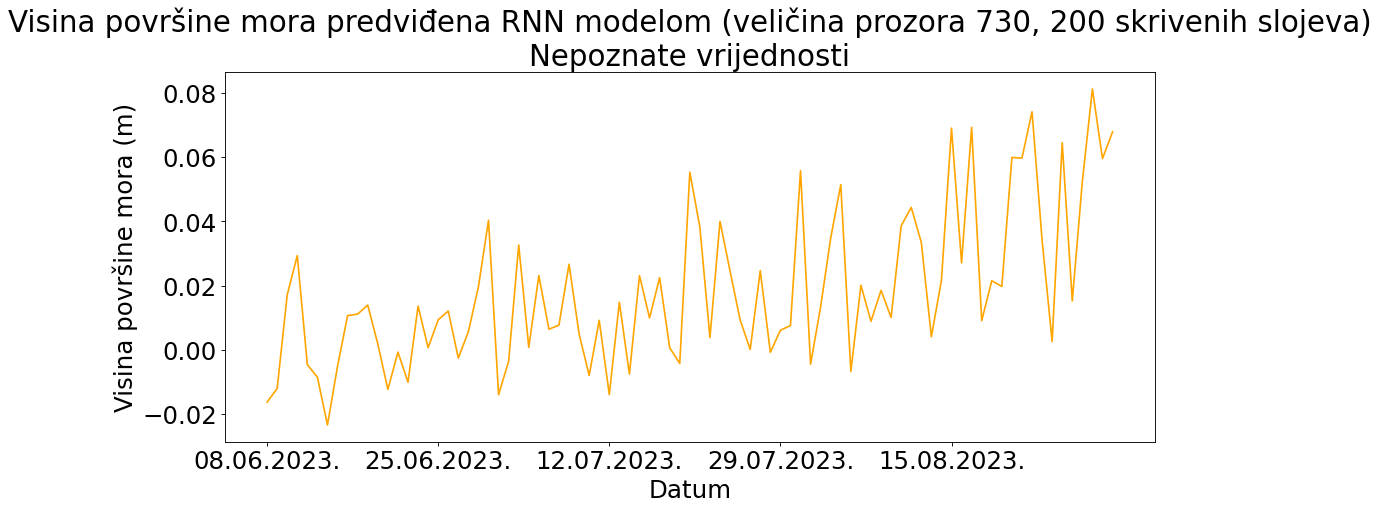 Visina površine mora predviđena RNN modelom (veličina prozora 730, 200 skrivenih slojeva)
Nepoznate vrijednosti
Visina površine mora (m)
0.08
0.06
0.04
0.02
0.00
−0.02
08.06.2023. 25.06.2023. 12.07.2023. 29.07.2023. 15.08.2023.
Datum